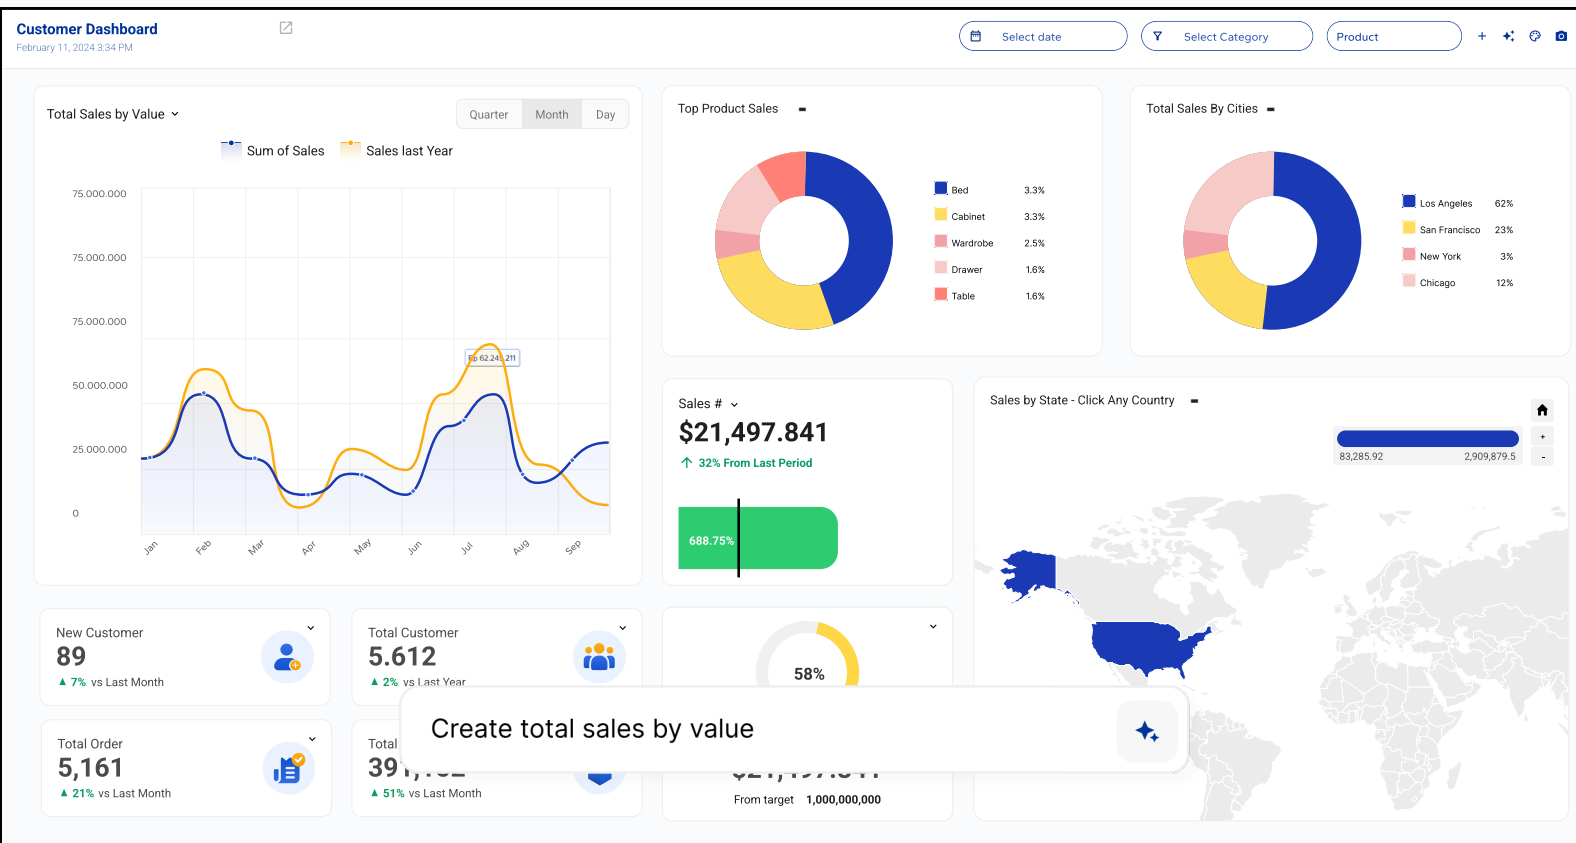 Customer Dashboard
February 11, 2024 3:34 PM
Select date
Select Category
Product
Total Sales by Value
Quarter
Month
Day
Sum of Sales
Sales last Year
75.000.000
75.000.000
75.000.000
50.000.000
25.000.000
0
Jan
Feb
Mar
Apr
May
Jun
Jul
Aug
Sep
Top Product Sales
Bed 3.3%
Cabinet 3.3%
Wardrobe 2.5%
Drawer 1.6%
Table 1.6%
Total Sales By Cities
Los Angeles 62%
San Francisco 23%
New York 3%
Chicago 12%
Sales #
$21,497.841
32% From Last Period
688.75%
Sales by State - Click Any Country
+
-
83,285.92 2,909,879.5
New Customer
89
7% vs Last Month
Total Customer
5.612
2% vs Last Year
58%
Total Order
5,161
21% vs Last Month
Total
51% vs Last Month
Create total sales by value
From target 1,000,000,000